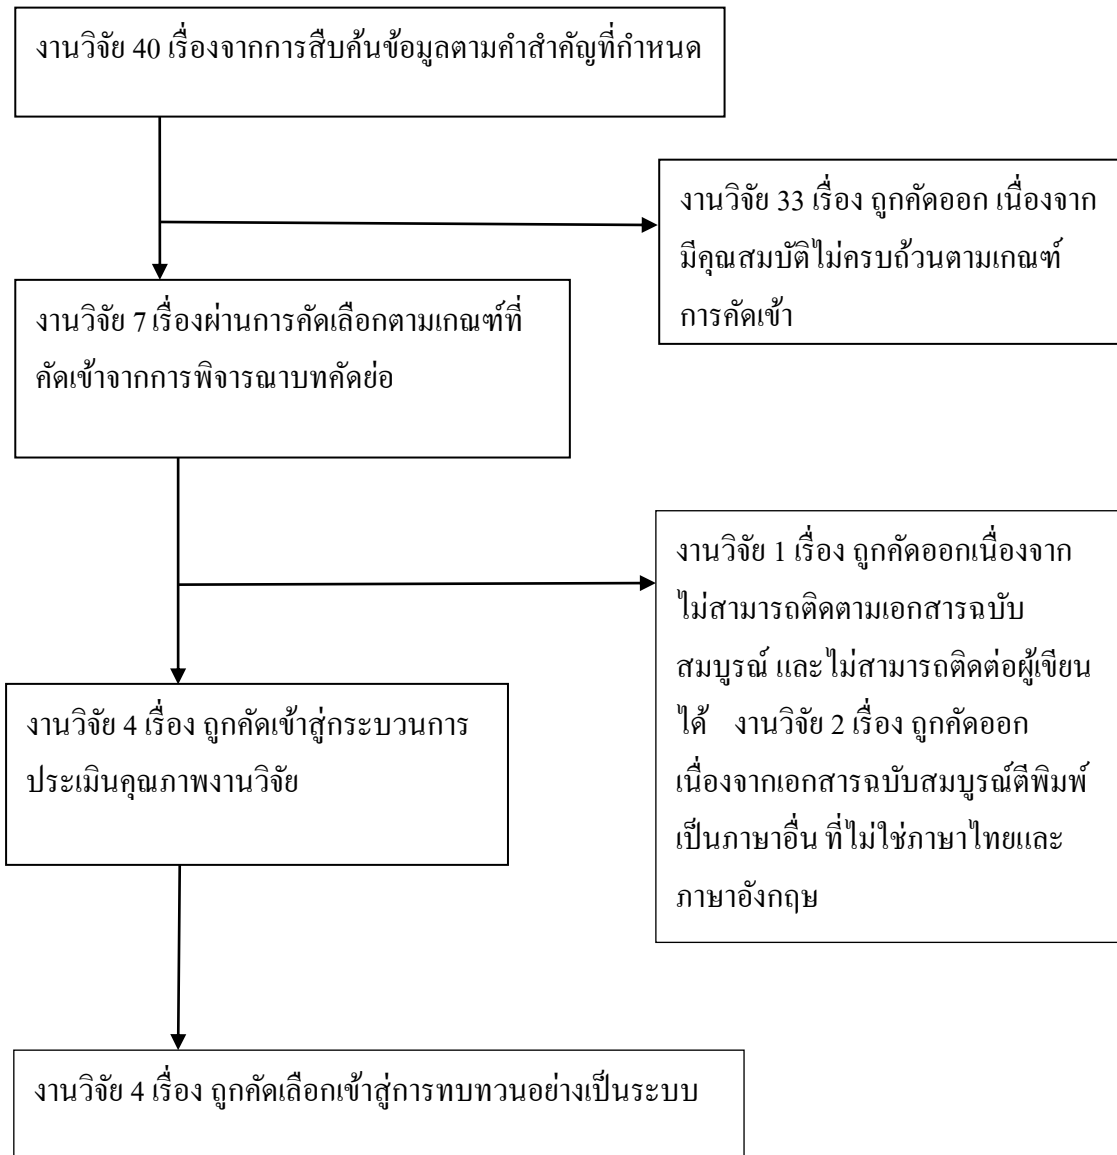 งานวิจัย 40 เรื่องจากการสืบค้นข้อมูลตามคำสำคัญที่กำหนด
งานวิจัย 33 เรื่อง ถูกคัดออก เนื่องจาก
มีคุณสมบัติไม่ครบถ้วนตามเกณฑ์
การคัดเข้า
งานวิจัย 7 เรื่องผ่านการคัดเลือกตามเกณฑ์ที่
คัดเข้าจากการพิจารณาบทคัดย่อ
งานวิจัย 1 เรื่อง ถูกคัดออกเนื่องจาก
ไม่สามารถติดตามเอกสารฉบับ
สมบูรณ์ และ ไม่สามารถติดต่อผู้เขียน
ได้ งานวิจัย 2 เรื่อง ถูกคัดออก
เนื่องจากเอกสารฉบับสมบูรณ์ตีพิมพ์
เป็นภาษาอื่น ที่ไม่ใช่ภาษาไทยและ
ภาษาอังกฤษ
งานวิจัย 4 เรื่อง ถูกคัดเข้าสู่กระบวนการ
ประเมินคุณภาพงานวิจัย
งานวิจัย 4 เรื่อง ถูกคัดเลือกเข้าสู่การทบทวนอย่างเป็นระบบ